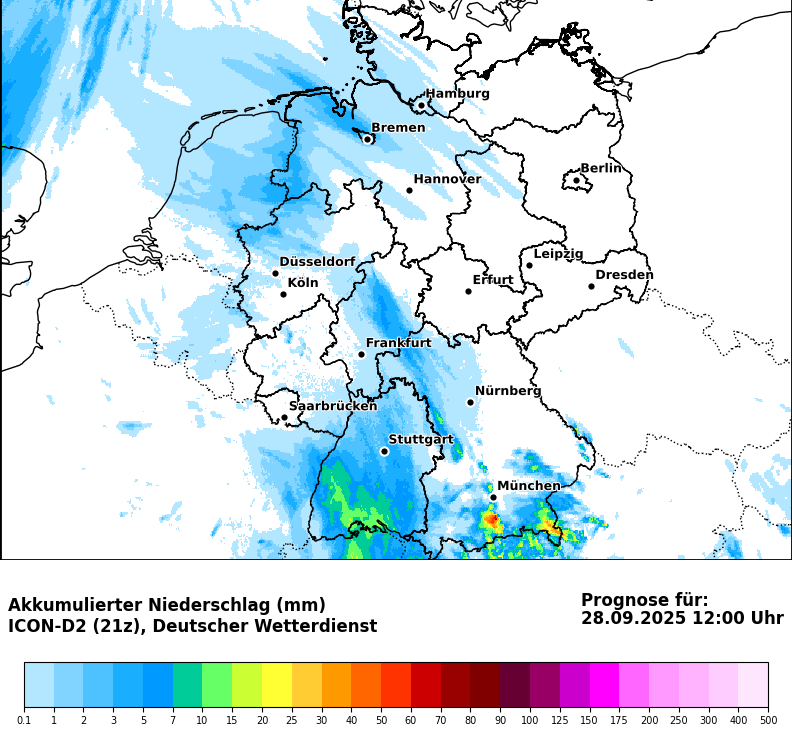 Hamburg
Bremen
Hannover
Berlin
Düsseldorf
Köln
Leipzig
Erfurt
Dresden
Frankfurt
Nürnberg
Saarbrücken
Stuttgart
München
Akkumulierter Niederschlag (mm)
ICON-D2 (21z), Deutscher Wetterdienst
Prognose für:
28.09.2025 12:00 Uhr
0.1 1 2 3 5 7 10 15 20 25 30 40 50 60 70 80 90 100 125 150 175 200 250 300 400 500